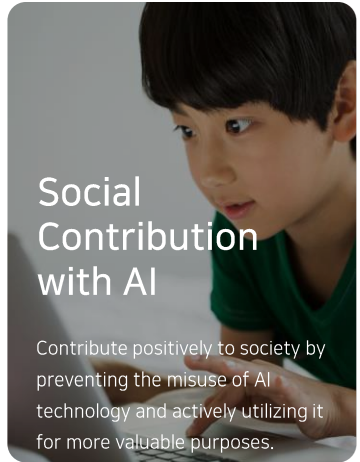 Social
Contribution
with AI
Contribute positively to society by
preventing the misuse of AI
technology and actively utilizing it
for more valuable purposes.